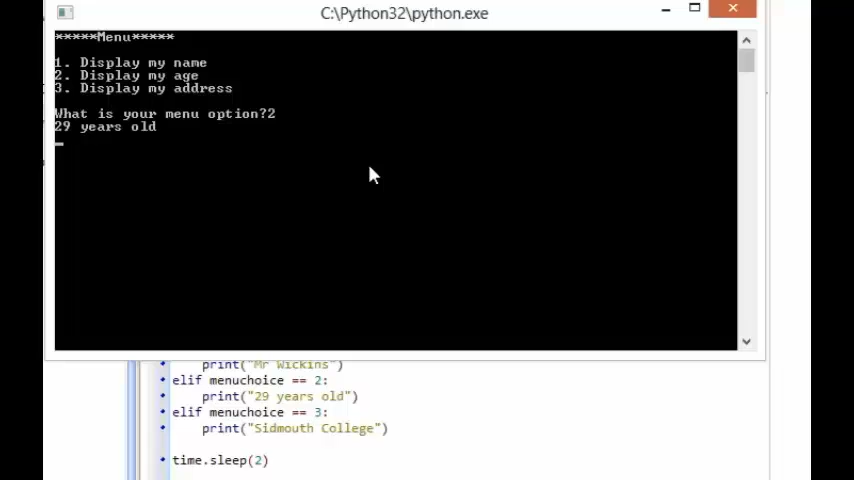 C:\Python32\python.exe
*****Menu*****
1. Display my name
2. Display my age
3. Display my address
What is your menu option?2
29 years old
print("Mr Wickins")
elif menuchoice == 2:
print("29 years old")
elif menuchoice == 3:
print("Sidmouth College")
time.sleep(2)